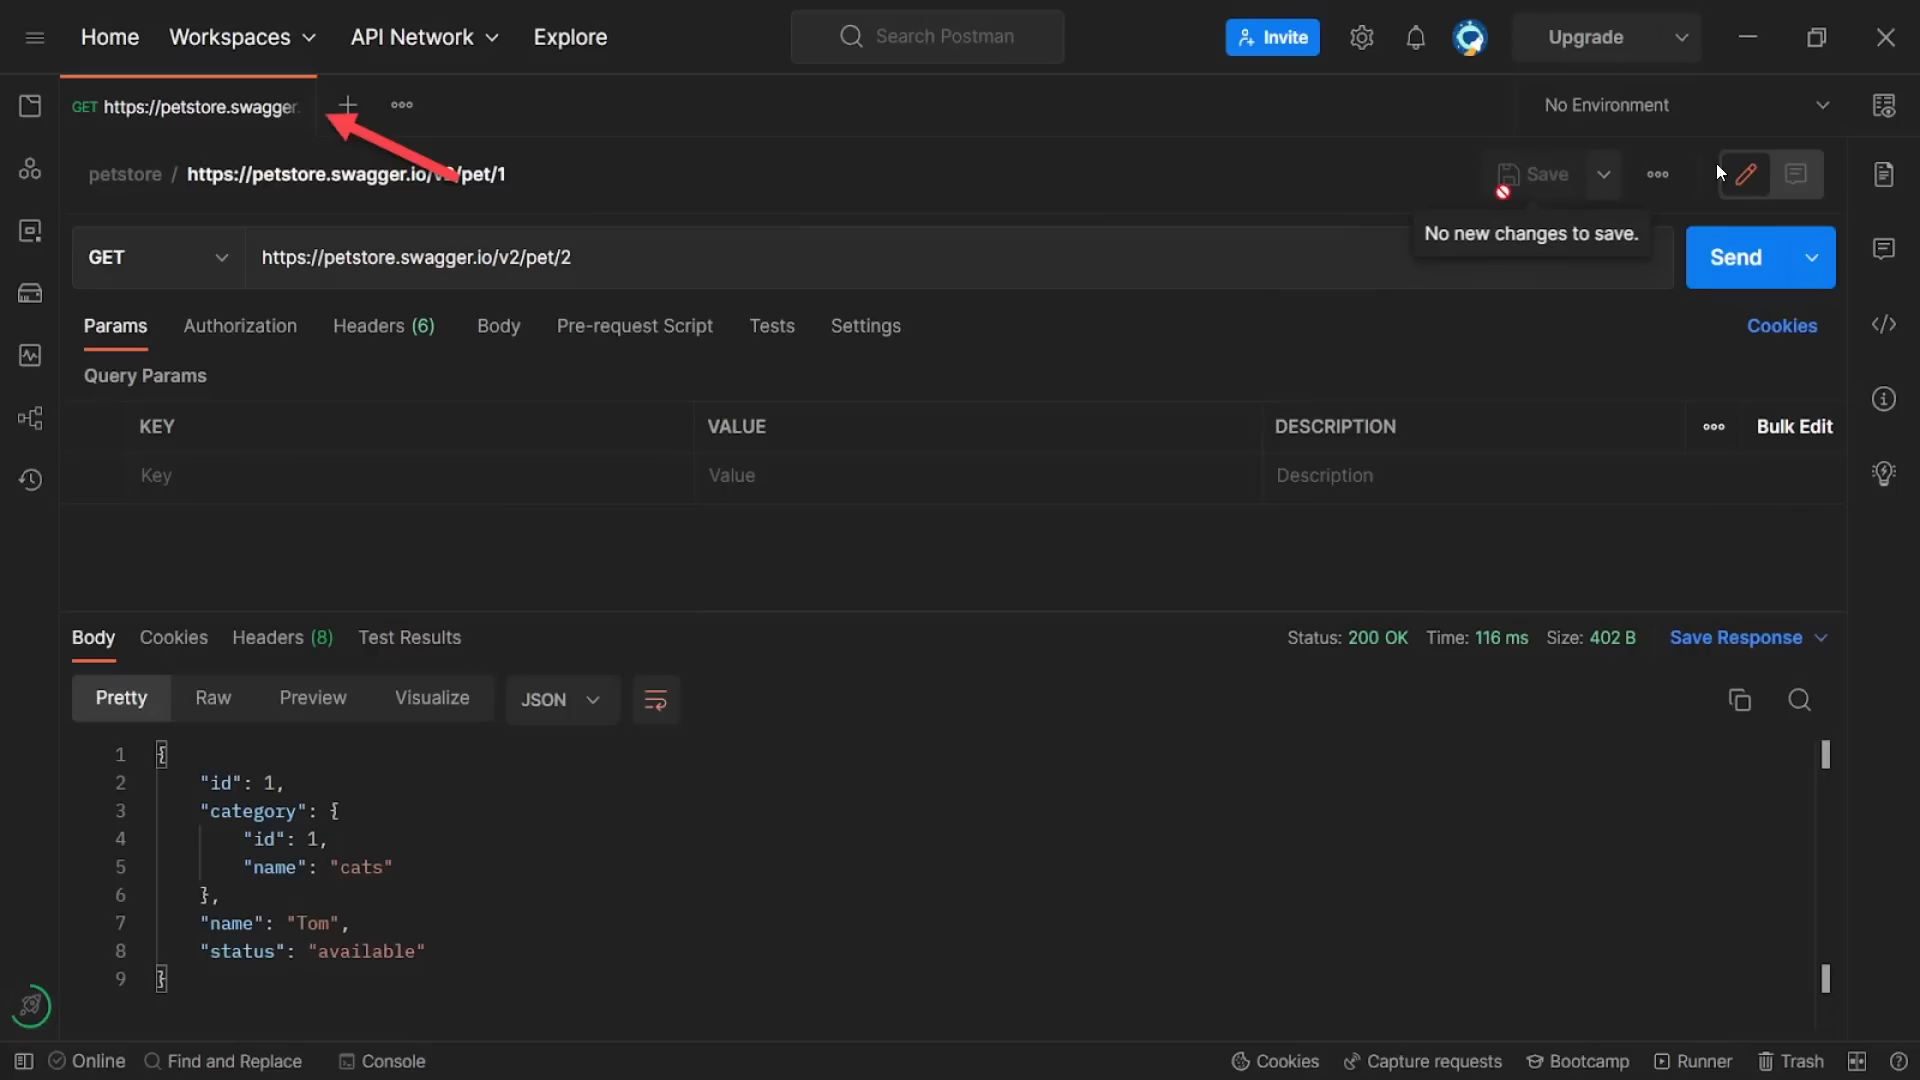 Home Workspaces API Network Explore Search Postman Invite Upgrade
GET https://petstore.swagger. No Environment
petstore / https://petstore.swagger.io/v2/pet/1 Save
No new changes to save.
GET https://petstore.swagger.io/v2/pet/2 Send
Params Authorization Headers (6) Body Pre-request Script Tests Settings Cookies
Query Params
KEY VALUE DESCRIPTION Bulk Edit
Key Value Description
Body Cookies Headers (8) Test Results Status: 200 OK Time: 116 ms Size: 402 B Save Response
Pretty Raw Preview Visualize JSON
1 {
2 "id": 1,
3 "category": {
4 "id": 1,
5 "name": "cats"
6 },
7 "name": "Tom",
8 "status": "available"
9 }
Online Find and Replace Console Cookies Capture requests Bootcamp Runner Trash